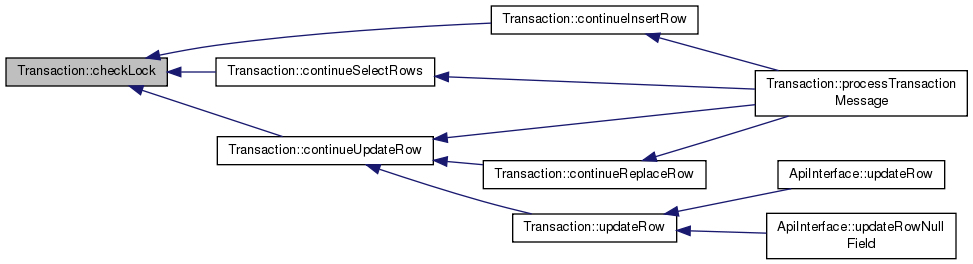 Transaction::continueInsertRow
Transaction::checkLock
Transaction::continueSelectRows
Transaction::processTransaction
Message
Transaction::continueUpdateRow
Transaction::continueReplaceRow
ApiInterface::updateRow
Transaction::updateRow
ApiInterface::updateRowNull
Field